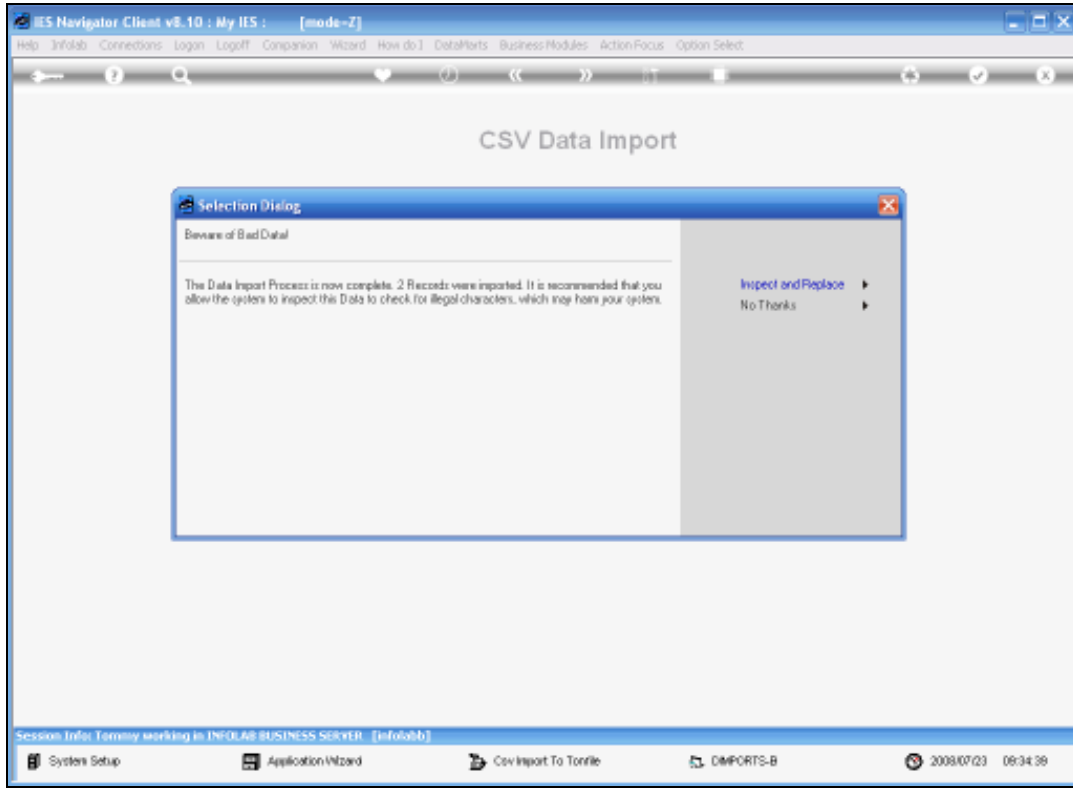 IES Navigator Client v8.10 : My IES : [mode-Z]
Help Infolab Connections Logon Logoff Companion Wizard How do I DataMarts Business Modules Action Focus Option Select
CSV Data Import
Selection Dialog
Beware of Bad Data!
The Data Import Process is now complete. 2 Records were imported. It is recommended that you
allow the system to inspect this Data to check for illegal characters, which may harm your system.
Inspect and Replace
No Thanks
Session Info: Tommy working in INFOLAB BUSINESS SERVER [infolabb]
System Setup Application Wizard Csv Import To Tomfile DIMPORTS-B 2008/07/23 09:34:39